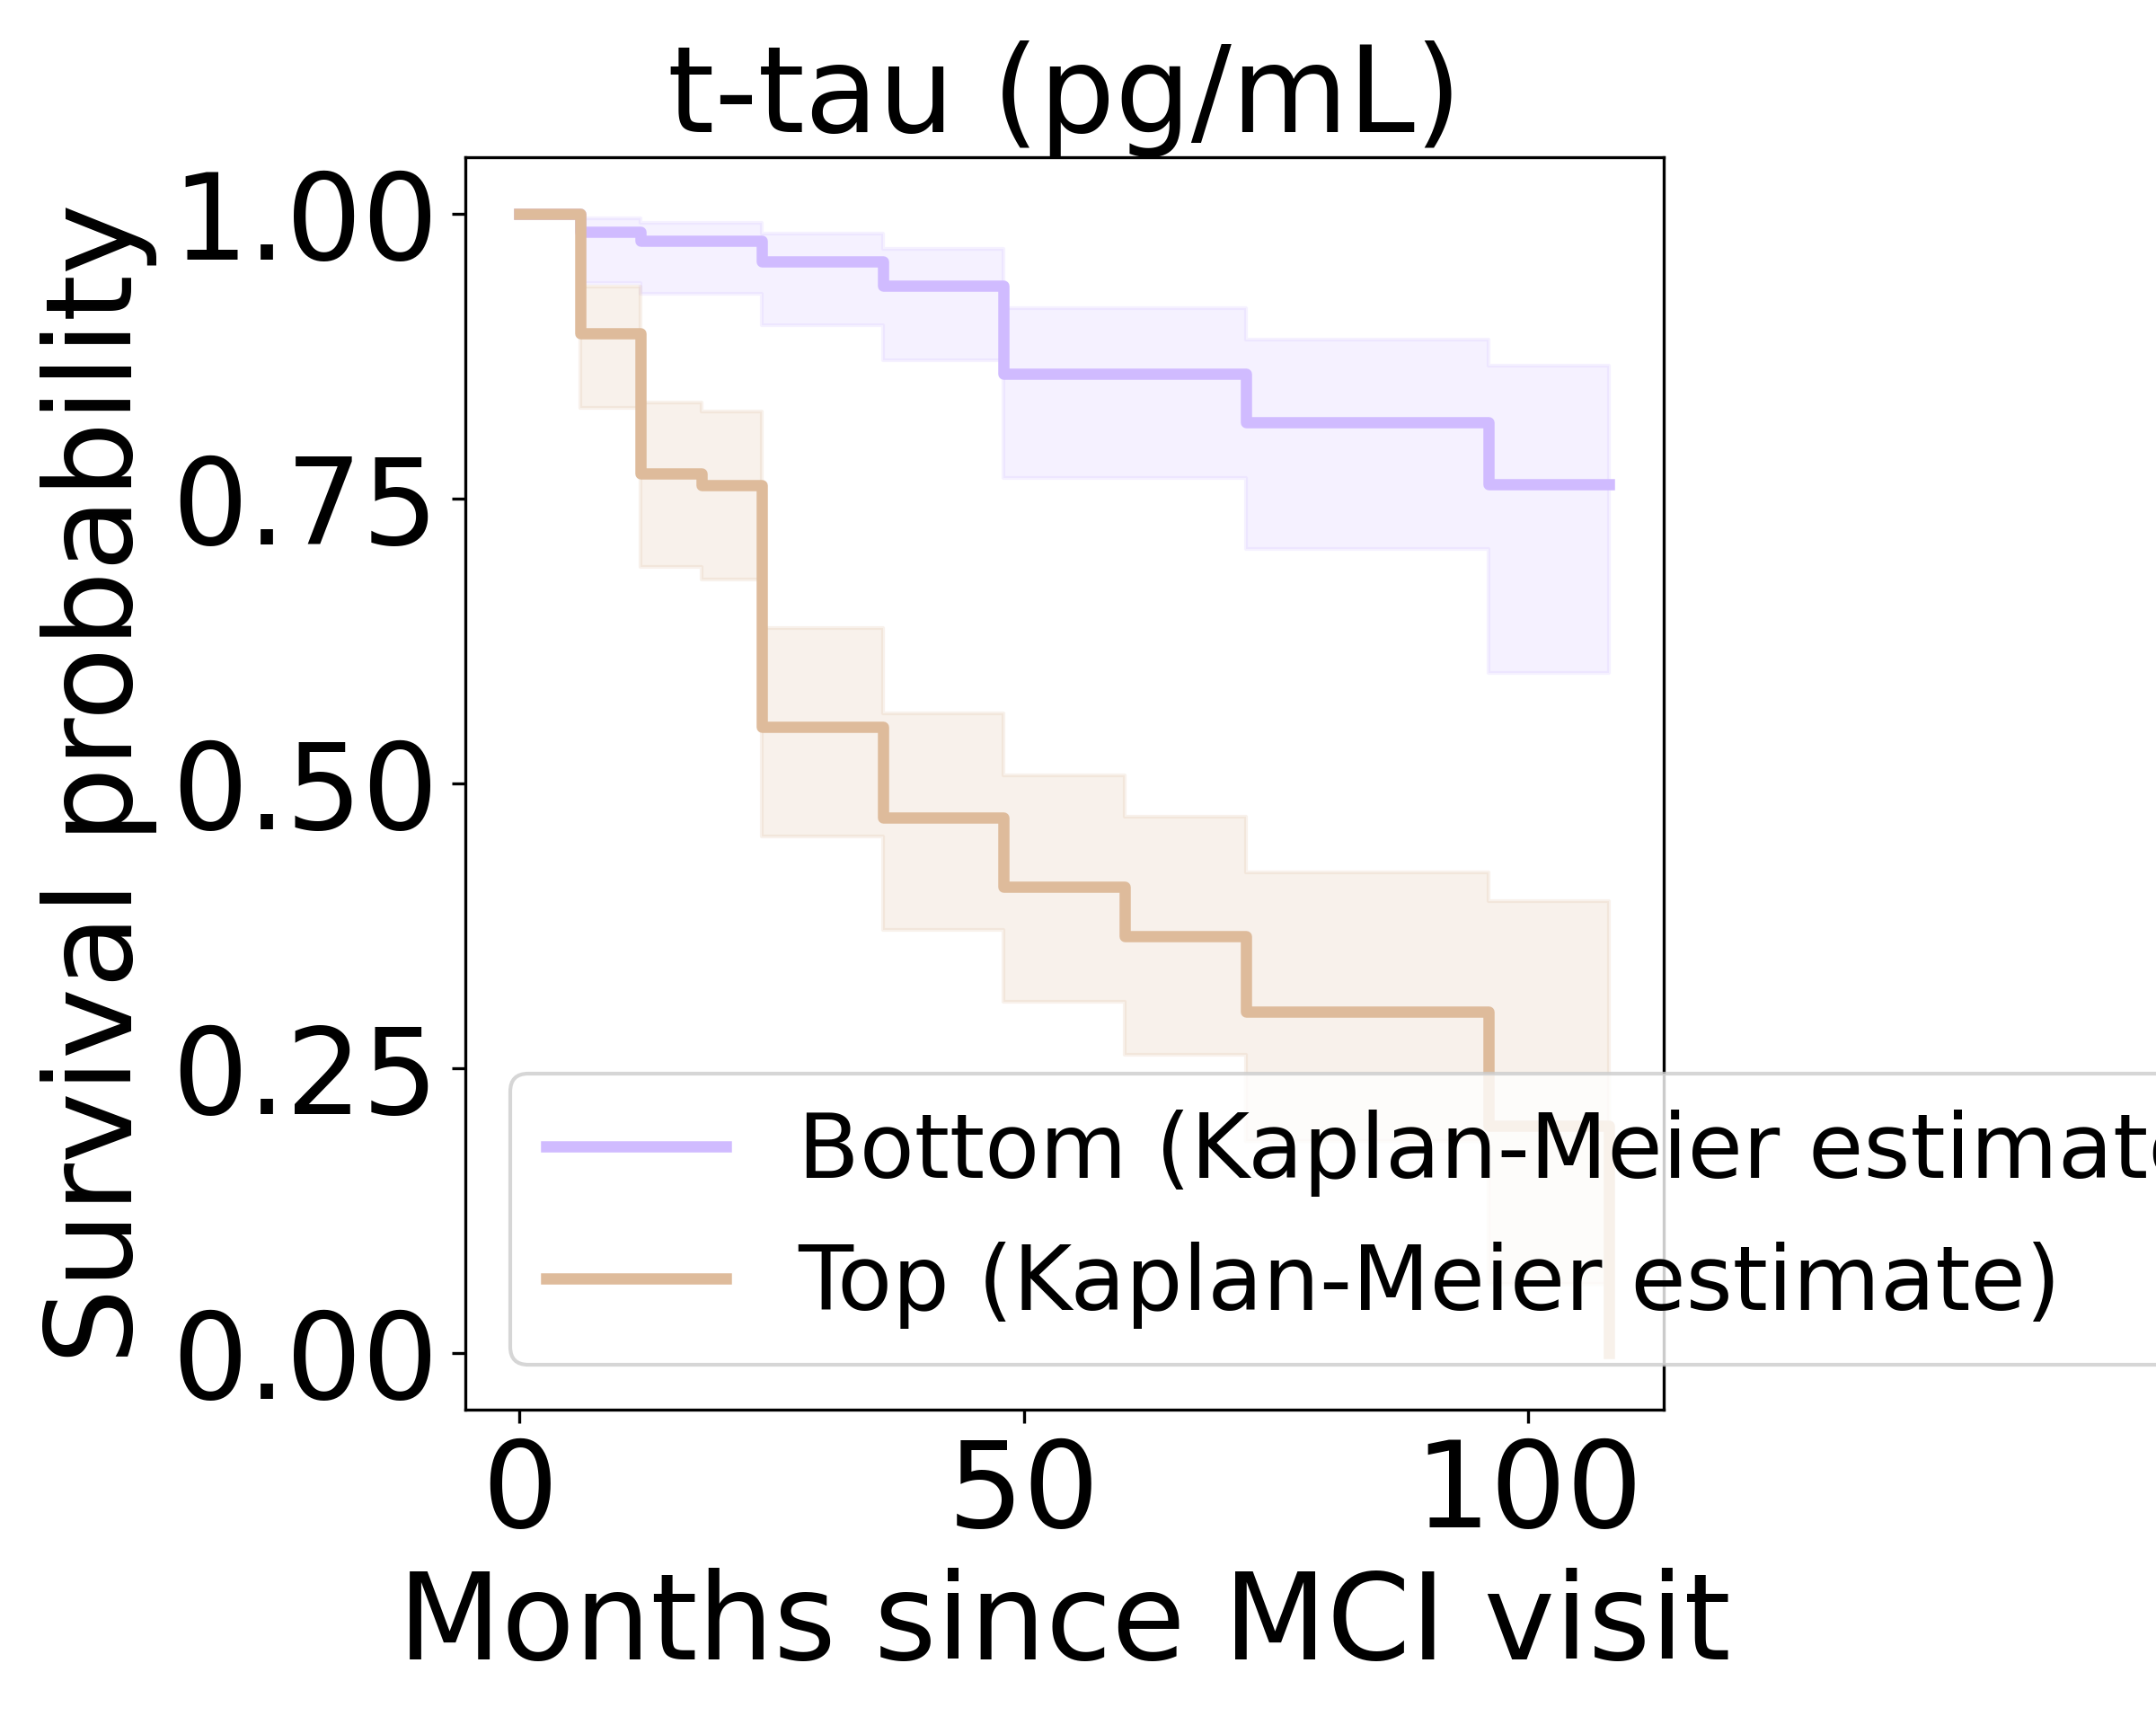 t-tau (pg/mL)
Survival probability
1.00
0.75
0.50
0.25
0.00
Bottom (Kaplan-Meier
Top (Kaplan-Meier estimate)
0 50 100
Months since MCI visit